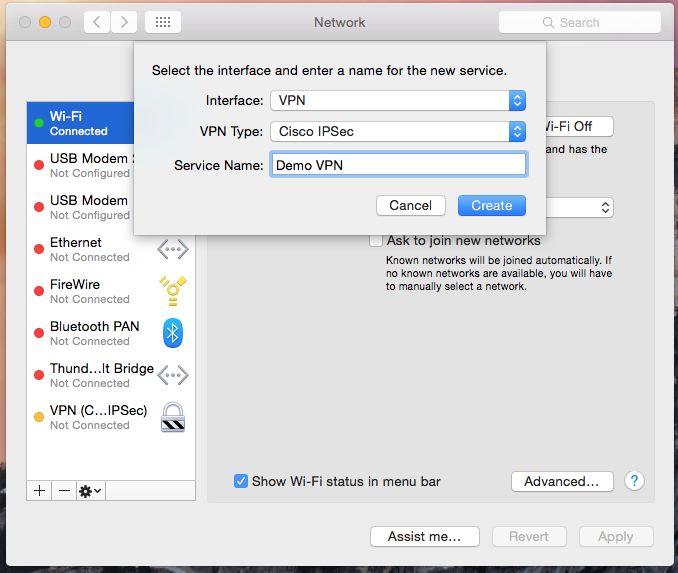 Network
Search
Select the interface and enter a name for the new service.
Interface: VPN
VPN Type: Cisco IPSec
Service Name: Demo VPN
Cancel Create
Wi-Fi
Connected
USB Modem
Not Configured
USB Modem
Not Configured
Ethernet
Not Connected
FireWire
Not Connected
Bluetooth PAN
Not Connected
Thund...lt Bridge
Not Connected
VPN (C...IPSec)
Not Connected
Wi-Fi Off
and has the
Ask to join new networks
Known networks will be joined automatically. If
no known networks are available, you will have
to manually select a network.
Show Wi-Fi status in menu bar
Advanced...
?
Assist me...
Revert
Apply